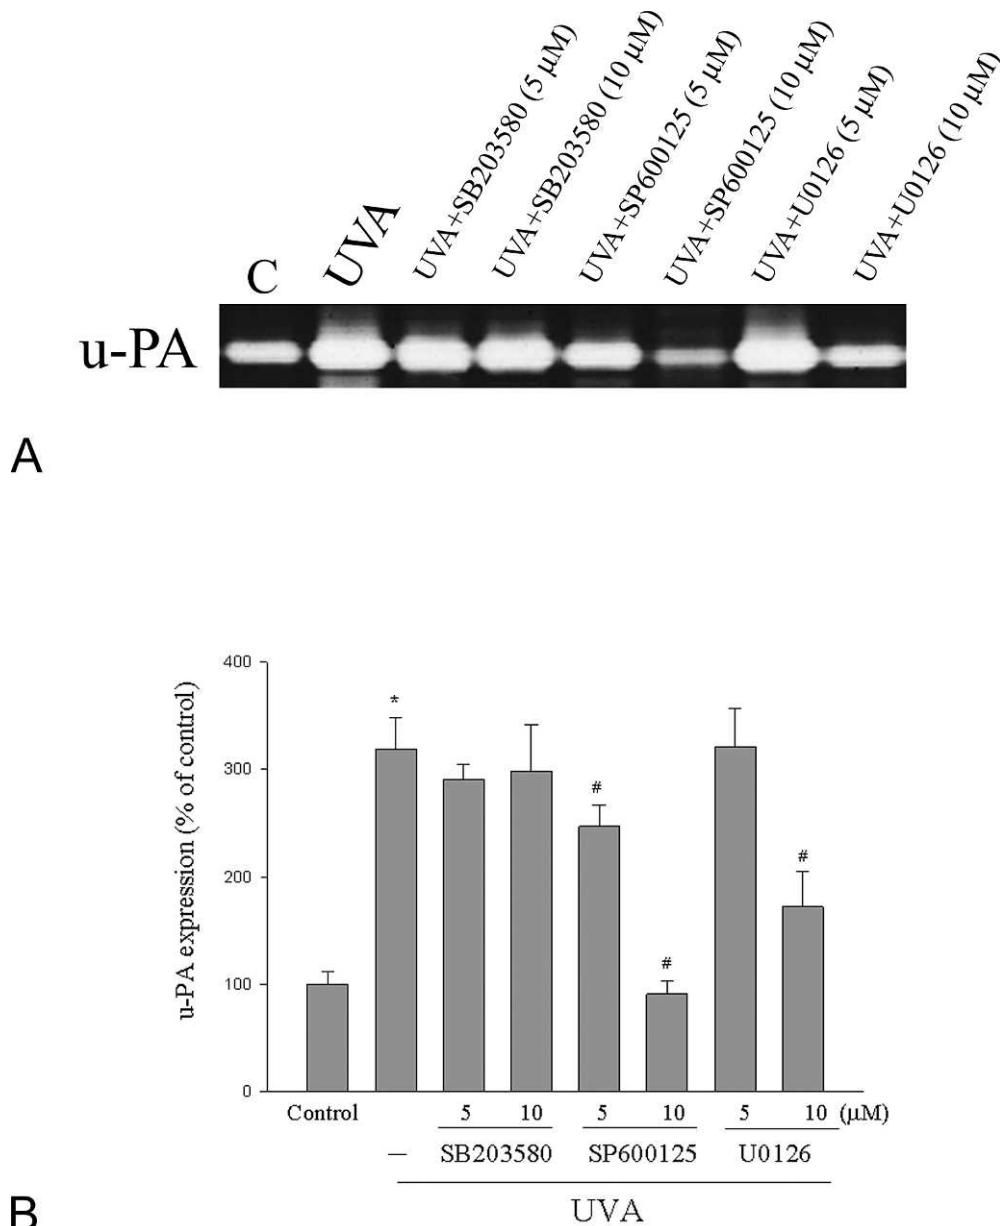 C
UVA
UVA+SB203580 (5 μM)
UVA+SB203580 (10 μM)
UVA+SP600125 (5 μM)
UVA+SP600125 (10 μM)
UVA+U0126 (5 μM)
UVA+U0126 (10 μM)
u-PA
A
u-PA expression (% of control)
400
300
200
100
0
*
#
#
#
Control 5 10 5 10 5 10 (μM)
— SB203580 SP600125 U0126
UVA
B